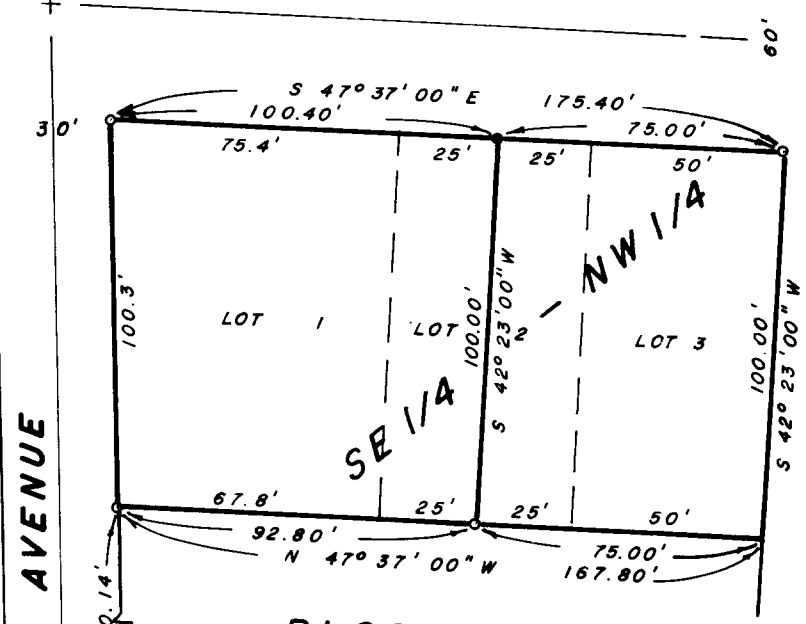 60'
S 47° 37' 00" E
175.40'
100.40'
75.00'
30'
75.4'
25'
25'
50'
NW 1/4
-
SE 1/4
100.3'
LOT 1
LOT 2
LOT 3
100.00'
S 42° 23' 00" W
100.00'
S 42° 23' 00" W
AVENUE
67.8'
25'
25'
50'
92.80'
75.00'
N 47° 37' 00" W
167.80'